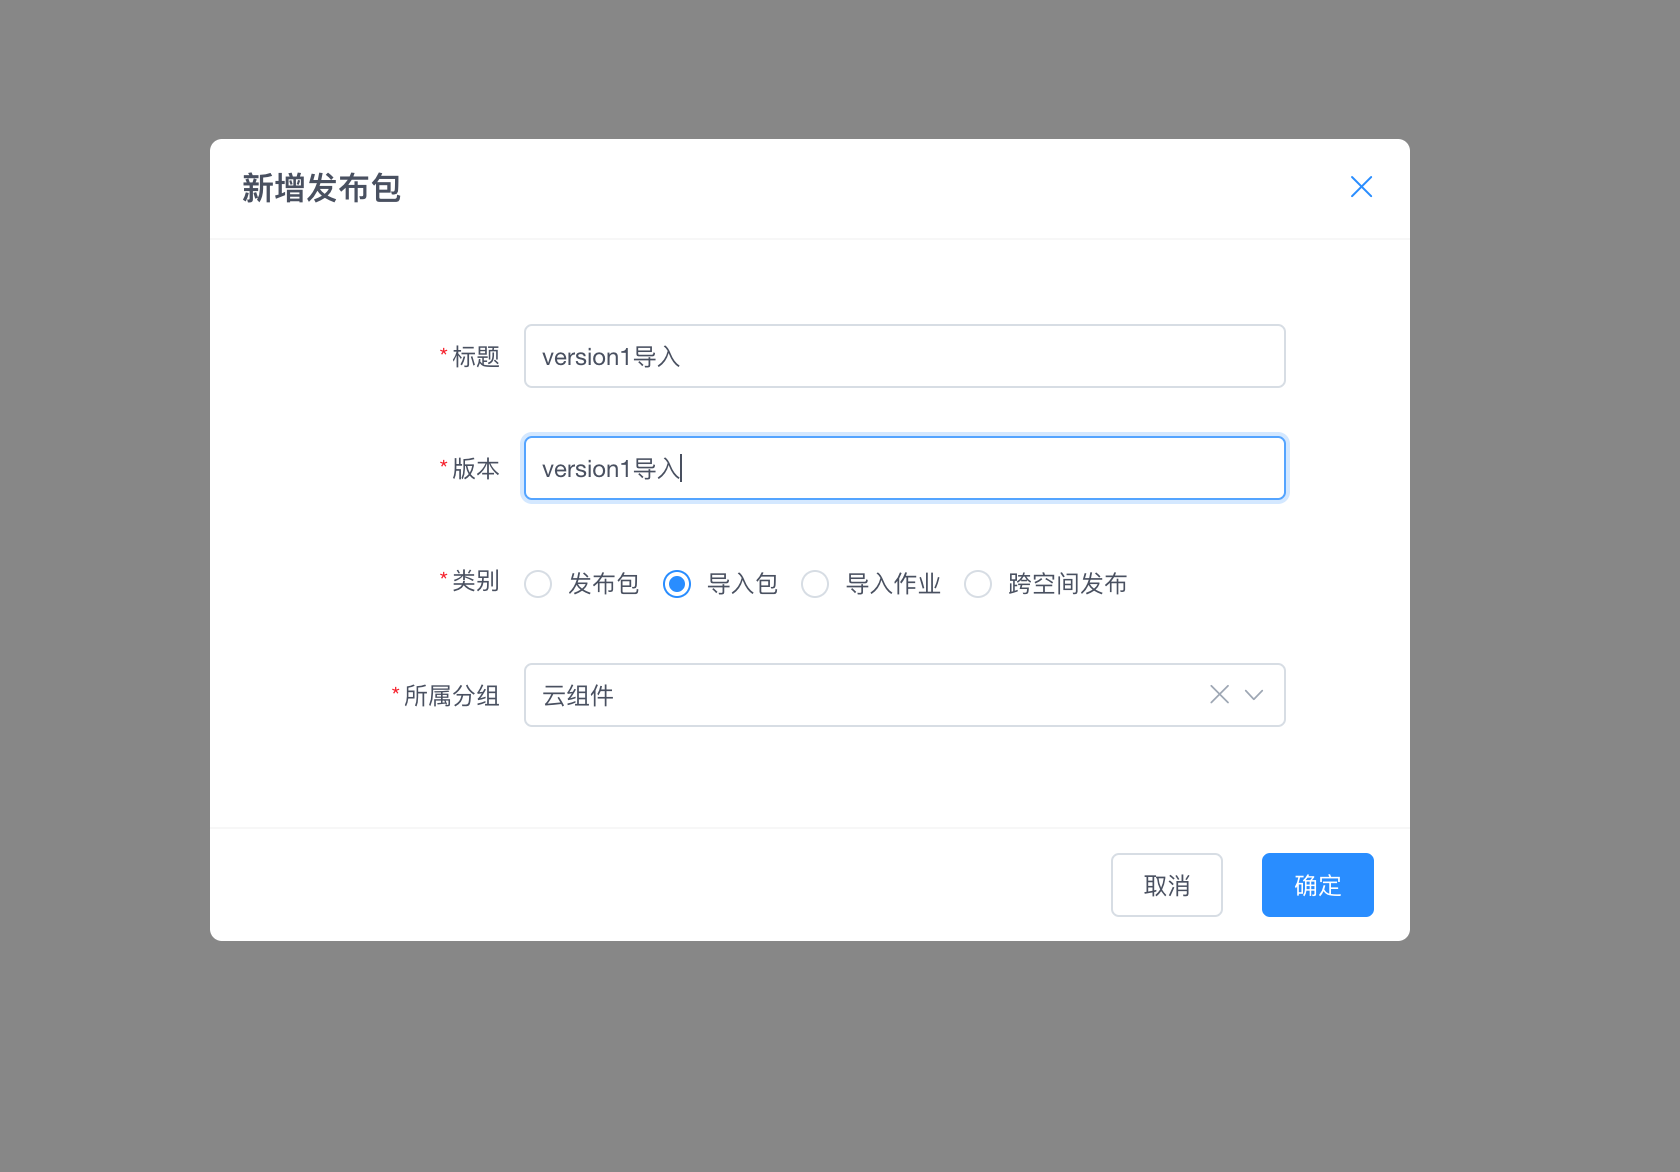 新增发布包
* 标题 version1导入
* 版本 version1导入
* 类别 发布包 导入包 导入作业 跨空间发布
* 所属分组 云组件
取消 确定